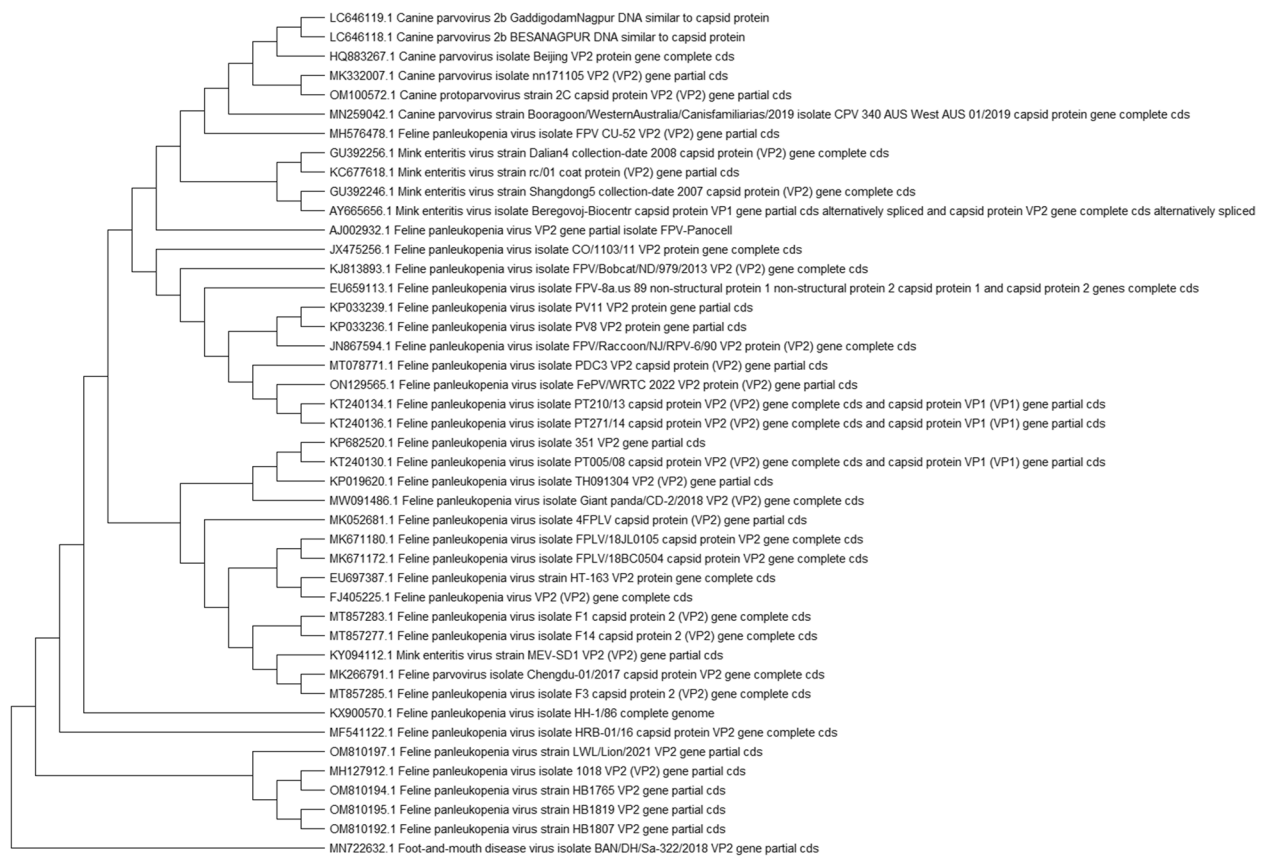 LC646119.1 Canine parvovirus 2b GaddigodamNagpur DNA similar to capsid protein
LC646118.1 Canine parvovirus 2b BESANAGPUR DNA similar to capsid protein
HQ883267.1 Canine parvovirus isolate Beijing VP2 protein gene complete cds
MK332007.1 Canine parvovirus isolate nn171105 VP2 (VP2) gene partial cds
OM100572.1 Canine protoparvovirus strain 2C capsid protein VP2 (VP2) gene partial cds
MN259042.1 Canine parvovirus strain Booragoon/WesternAustralia/Canisfamiliarias/2019 isolate CPV 340 AUS West AUS 01/2019 capsid protein gene complete cds
MH576478.1 Feline panleukopenia virus isolate FPV CU-52 VP2 (VP2) gene partial cds
GU392256.1 Mink enteritis virus strain Dalian4 collection-date 2008 capsid protein (VP2) gene complete cds
KC677618.1 Mink enteritis virus strain rc/01 coat protein (VP2) gene partial cds
GU392246.1 Mink enteritis virus strain Shangdong5 collection-date 2007 capsid protein (VP2) gene complete cds
AY665656.1 Mink enteritis virus isolate Beregovoj-Biocentr capsid protein VP1 gene partial cds alternatively spliced and capsid protein VP2 gene complete cds alternatively spliced
AJ002932.1 Feline panleukopenia virus VP2 gene partial isolate FPV-Panocell
JX475256.1 Feline panleukopenia virus isolate CO/1103/11 VP2 protein gene complete cds
KJ813893.1 Feline panleukopenia virus isolate FPV/Bobcat/ND/979/2013 VP2 (VP2) gene complete cds
EU659113.1 Feline panleukopenia virus isolate FPV-8a.us 89 non-structural protein 1 non-structural protein 2 capsid protein 1 and capsid protein 2 genes complete cds
KP033239.1 Feline panleukopenia virus isolate PV11 VP2 protein gene partial cds
KP033236.1 Feline panleukopenia virus isolate PV8 VP2 protein gene partial cds
JN867594.1 Feline panleukopenia virus isolate FPV/Raccoon/NJ/RPV-6/90 VP2 protein (VP2) gene complete cds
MT078771.1 Feline panleukopenia virus isolate PDC3 VP2 capsid protein (VP2) gene partial cds
ON129565.1 Feline panleukopenia virus isolate FePV/WRTC 2022 VP2 protein (VP2) gene partial cds
KT240134.1 Feline panleukopenia virus isolate PT210/13 capsid protein VP2 (VP2) gene complete cds and capsid protein VP1 (VP1) gene partial cds
KT240136.1 Feline panleukopenia virus isolate PT271/14 capsid protein VP2 (VP2) gene complete cds and capsid protein VP1 (VP1) gene partial cds
KP682520.1 Feline panleukopenia virus isolate 351 VP2 gene partial cds
KT240130.1 Feline panleukopenia virus isolate PT005/08 capsid protein VP2 (VP2) gene complete cds and capsid protein VP1 (VP1) gene partial cds
KP019620.1 Feline panleukopenia virus isolate TH091304 VP2 (VP2) gene partial cds
MW091486.1 Feline panleukopenia virus isolate Giant panda/CD-2/2018 VP2 (VP2) gene complete cds
MK052681.1 Feline panleukopenia virus isolate 4FPLV capsid protein (VP2) gene partial cds
MK671180.1 Feline panleukopenia virus isolate FPLV/18JL0105 capsid protein VP2 gene complete cds
MK671172.1 Feline panleukopenia virus isolate FPLV/18BC0504 capsid protein VP2 gene complete cds
EU697387.1 Feline panleukopenia virus strain HT-163 VP2 protein gene complete cds
FJ405225.1 Feline panleukopenia virus VP2 (VP2) gene complete cds
MT857283.1 Feline panleukopenia virus isolate F1 capsid protein 2 (VP2) gene complete cds
MT857277.1 Feline panleukopenia virus isolate F14 capsid protein 2 (VP2) gene complete cds
KY094112.1 Mink enteritis virus strain MEV-SD1 VP2 (VP2) gene partial cds
MK266791.1 Feline parvovirus isolate Chengdu-01/2017 capsid protein VP2 gene complete cds
MT857285.1 Feline panleukopenia virus isolate F3 capsid protein 2 (VP2) gene complete cds
KX900570.1 Feline panleukopenia virus isolate HH-1/86 complete genome
MF541122.1 Feline panleukopenia virus isolate HRB-01/16 capsid protein VP2 gene complete cds
OM810197.1 Feline panleukopenia virus strain LWL/Lion/2021 VP2 gene partial cds
MH127912.1 Feline panleukopenia virus isolate 1018 VP2 (VP2) gene partial cds
OM810194.1 Feline panleukopenia virus strain HB1765 VP2 gene partial cds
OM810195.1 Feline panleukopenia virus strain HB1819 VP2 gene partial cds
OM810192.1 Feline panleukopenia virus strain HB1807 VP2 gene partial cds
MN722632.1 Foot-and-mouth disease virus isolate BAN/DH/Sa-322/2018 VP2 gene partial cds